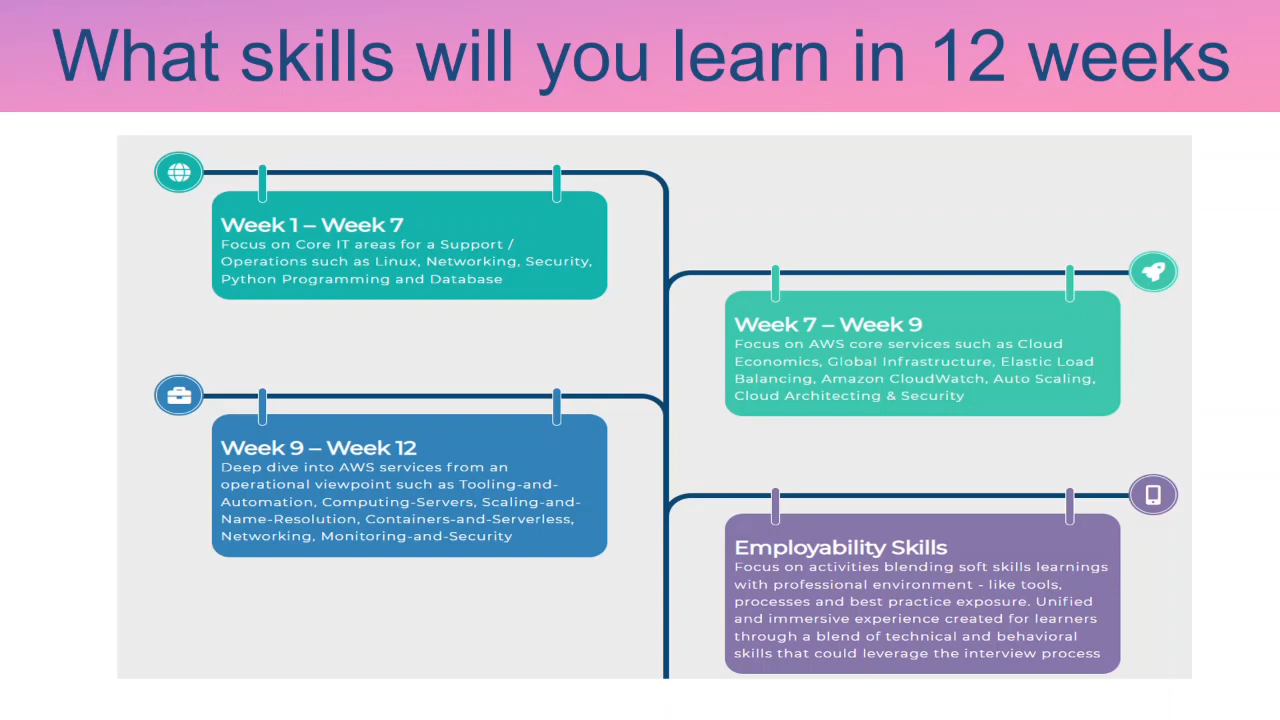 What skills will you learn in 12 weeks
Week 1 – Week 7
Focus on Core IT areas for a Support /
Operations such as Linux, Networking, Security,
Python Programming and Database
Week 7 – Week 9
Focus on AWS core services such as Cloud
Economics, Global Infrastructure, Elastic Load
Balancing, Amazon CloudWatch, Auto Scaling,
Cloud Architecting & Security
Week 9 – Week 12
Deep dive into AWS services from an
operational viewpoint such as Tooling-and-
Automation, Computing-Servers, Scaling-and-
Name-Resolution, Containers-and-Serverless,
Networking, Monitoring-and-Security
Employability Skills
Focus on activities blending soft skills learnings
with professional environment - like tools,
processes and best practice exposure. Unified
and immersive experience created for learners
through a blend of technical and behavioral
skills that could leverage the interview process